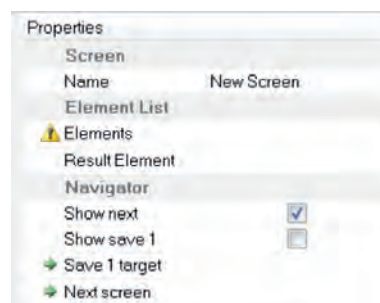 Properties
Screen
Name New Screen
Element List
Elements
Result Element
Navigator
Show next
Show save 1
Save 1 target
Next screen